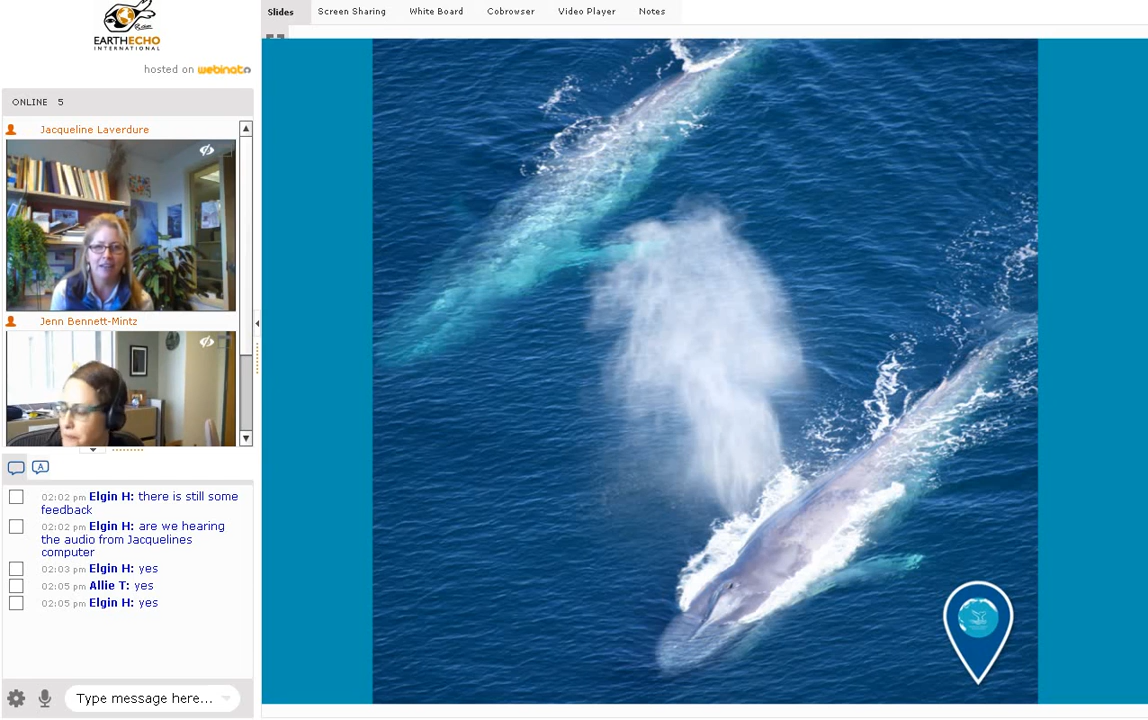 EARTHECHO
INTERNATIONAL
hosted on webinato
ONLINE 5
Jacqueline Laverdure
Jenn Bennett-Mintz
A
02:02 pm Elgin H: there is still some
feedback
02:02 pm Elgin H: are we hearing
the audio from Jacquelines
computer
02:03 pm Elgin H: yes
02:05 pm Allie T: yes
02:05 pm Elgin H: yes
Type message here...
Slides Screen Sharing White Board Cobrowser Video Player Notes